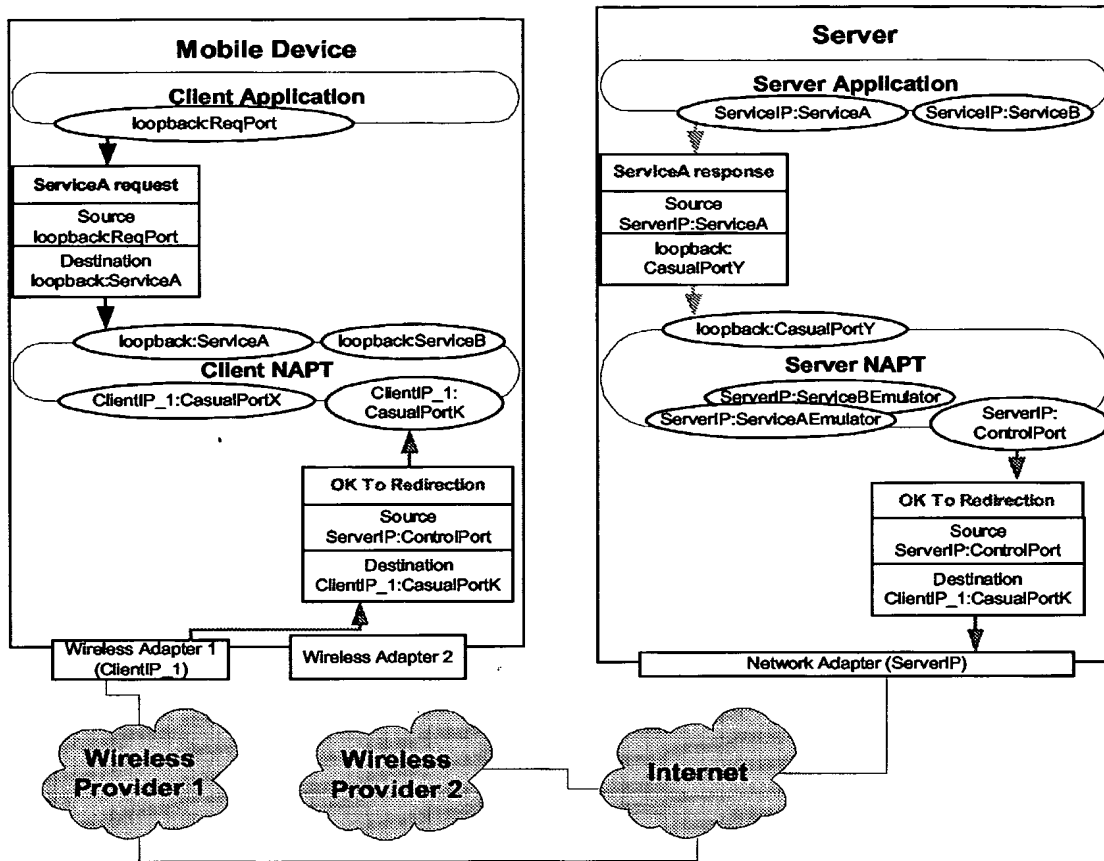 Mobile Device
Client Application
loopback:ReqPort
ServiceA request
Source
loopback:ReqPort
Destination
loopback:ServiceA
loopback:ServiceA
loopback:ServiceB
Client NAPT
ClientIP_1:CasualPortX
ClientIP_1:
CasualPortK
OK To Redirection
Source
ServerIP:ControlPort
Destination
ClientIP_1:CasualPortK
Wireless Adapter 1
(ClientIP_1)
Wireless Adapter 2
Server
Server Application
ServiceIP:ServiceA
ServiceIP:ServiceB
ServiceA response
Source
ServerIP:ServiceA
loopback:
CasualPortY
loopback:CasualPortY
Server NAPT
ServerIP:ServiceBEmulator
ServerIP:ServiceAEmulator
ServerIP:
ControlPort
OK To Redirection
Source
ServerIP:ControlPort
Destination
ClientIP_1:CasualPortK
Network Adapter (ServerIP)
Wireless
Provider 1
Wireless
Provider 2
Internet